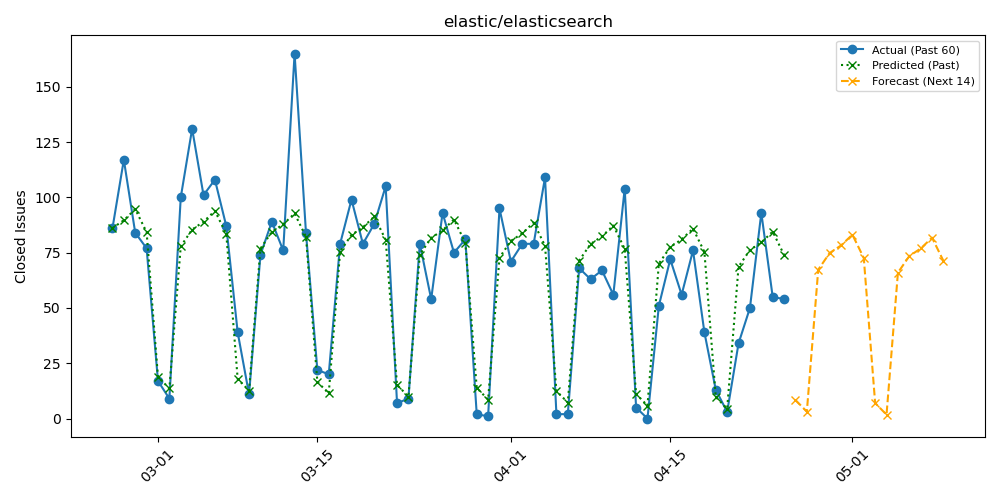 elastic/elasticsearch
Actual (Past 60)
Predicted (Past)
Forecast (Next 14)
Closed Issues
150
125
100
75
50
25
0
03-01
03-15
04-01
04-15
05-01